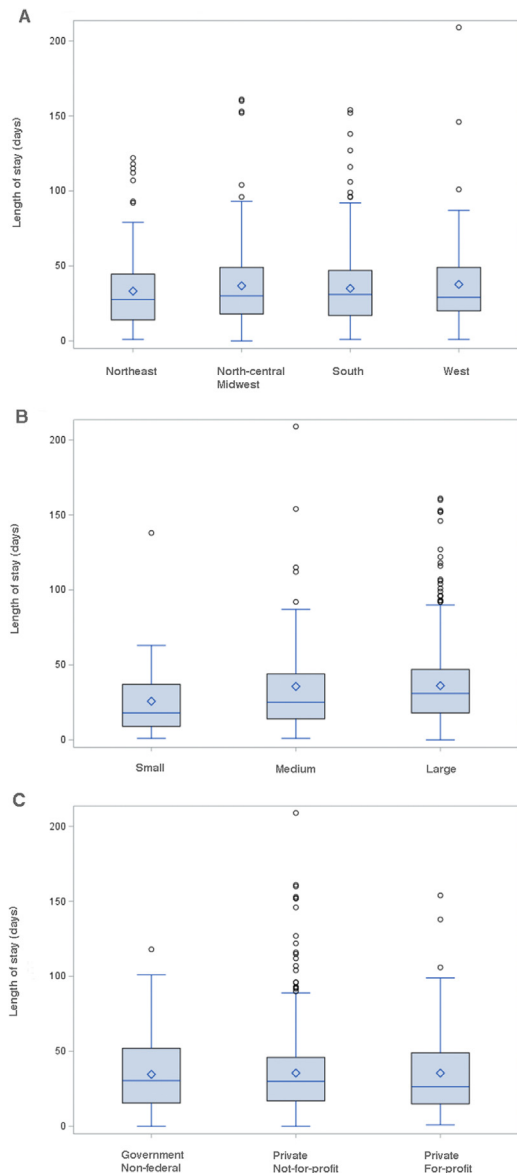 A
Length of stay (days)
200
150
100
50
0
Northeast
North-central
Midwest
South
West
B
Length of stay (days)
200
150
100
50
0
Small
Medium
Large
C
Length of stay (days)
200
150
100
50
0
Government
Non-federal
Private
Not-for-profit
Private
For-profit